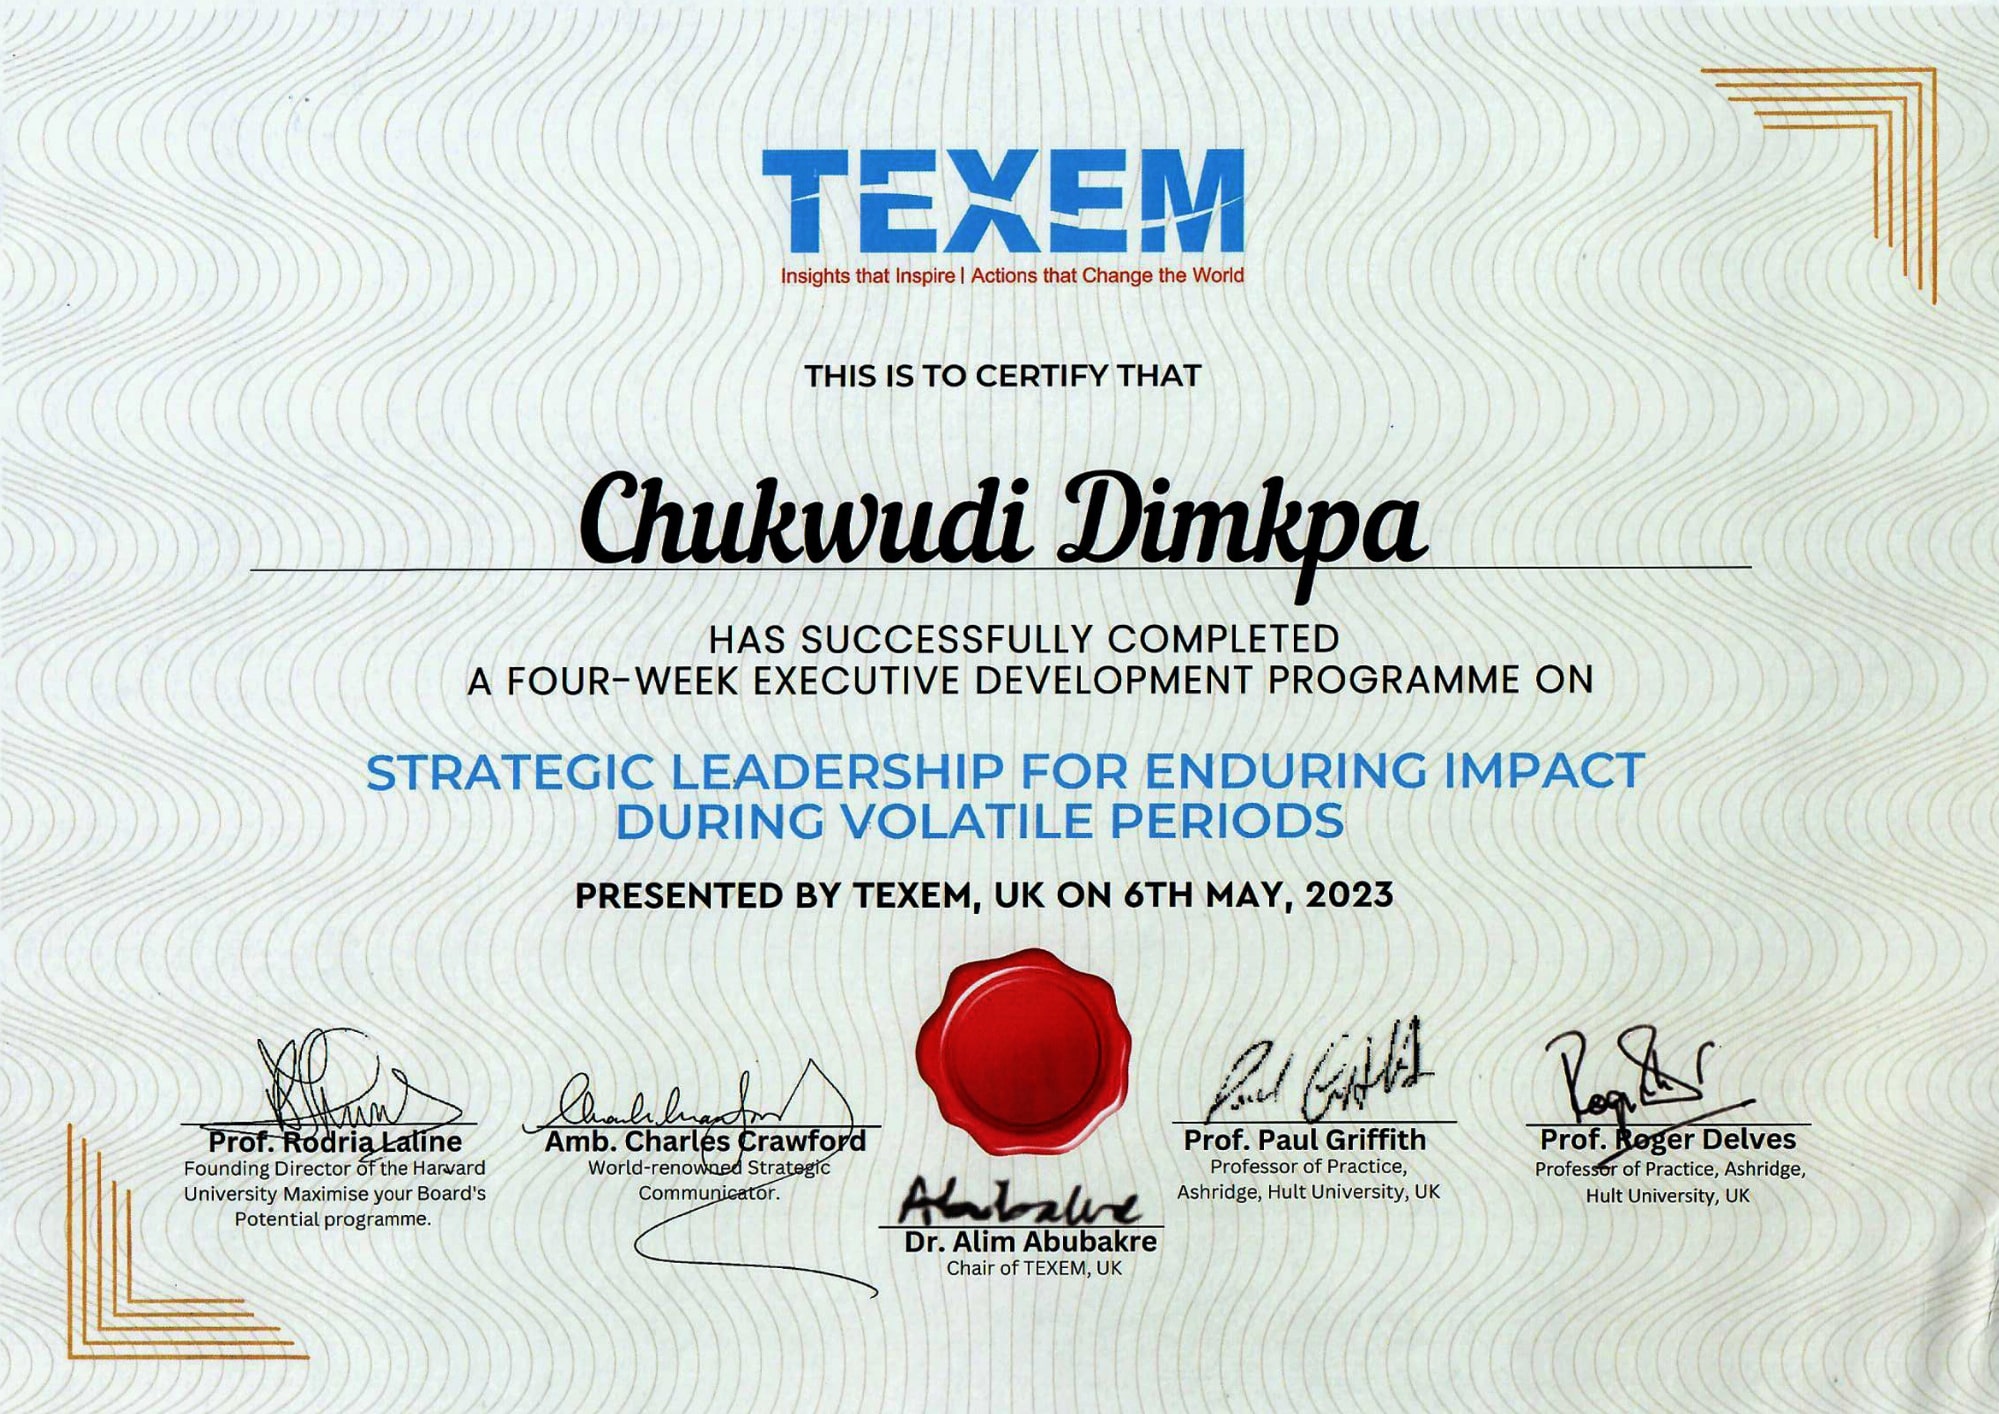 TEXEM
Insights that Inspire | Actions that Change the World
THIS IS TO CERTIFY THAT
Chukwudi Dimkpa
HAS SUCCESSFULLY COMPLETED
A FOUR-WEEK EXECUTIVE DEVELOPMENT PROGRAMME ON
STRATEGIC LEADERSHIP FOR ENDURING IMPACT
DURING VOLATILE PERIODS
PRESENTED BY TEXEM, UK ON 6TH MAY, 2023
Prof. Rodria Laline
Founding Director of the Harvard
University Maximise your Board's
Potential programme.
Amb. Charles Crawford
World-renowned Strategic
Communicator.
Abubakre
Dr. Alim Abubakre
Chair of TEXEM, UK
Paul Griffith
Prof. Paul Griffith
Professor of Practice,
Ashridge, Hult University, UK
Prof. Roger Delves
Professor of Practice, Ashridge,
Hult University, UK